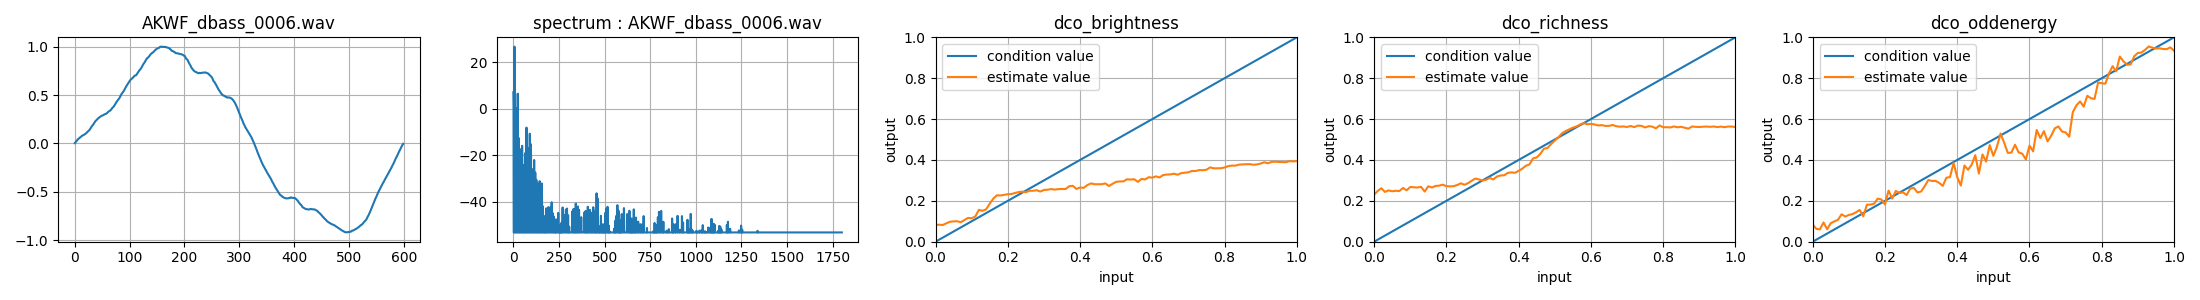 AKWF_dbass_0006.wav
1.0
0.5
0.0
−0.5
−1.0
0 100 200 300 400 500 600
spectrum : AKWF_dbass_0006.wav
20
0
−20
−40
0 250 500 750 1000 1250 1500 1750
dco_brightness
condition value
estimate value
output
1.0
0.8
0.6
0.4
0.2
0.0
0.0 0.2 0.4 0.6 0.8 1.0
input
dco_richness
condition value
estimate value
output
1.0
0.8
0.6
0.4
0.2
0.0
0.0 0.2 0.4 0.6 0.8 1.0
input
dco_oddenergy
condition value
estimate value
output
1.0
0.8
0.6
0.4
0.2
0.0
0.0 0.2 0.4 0.6 0.8 1.0
input